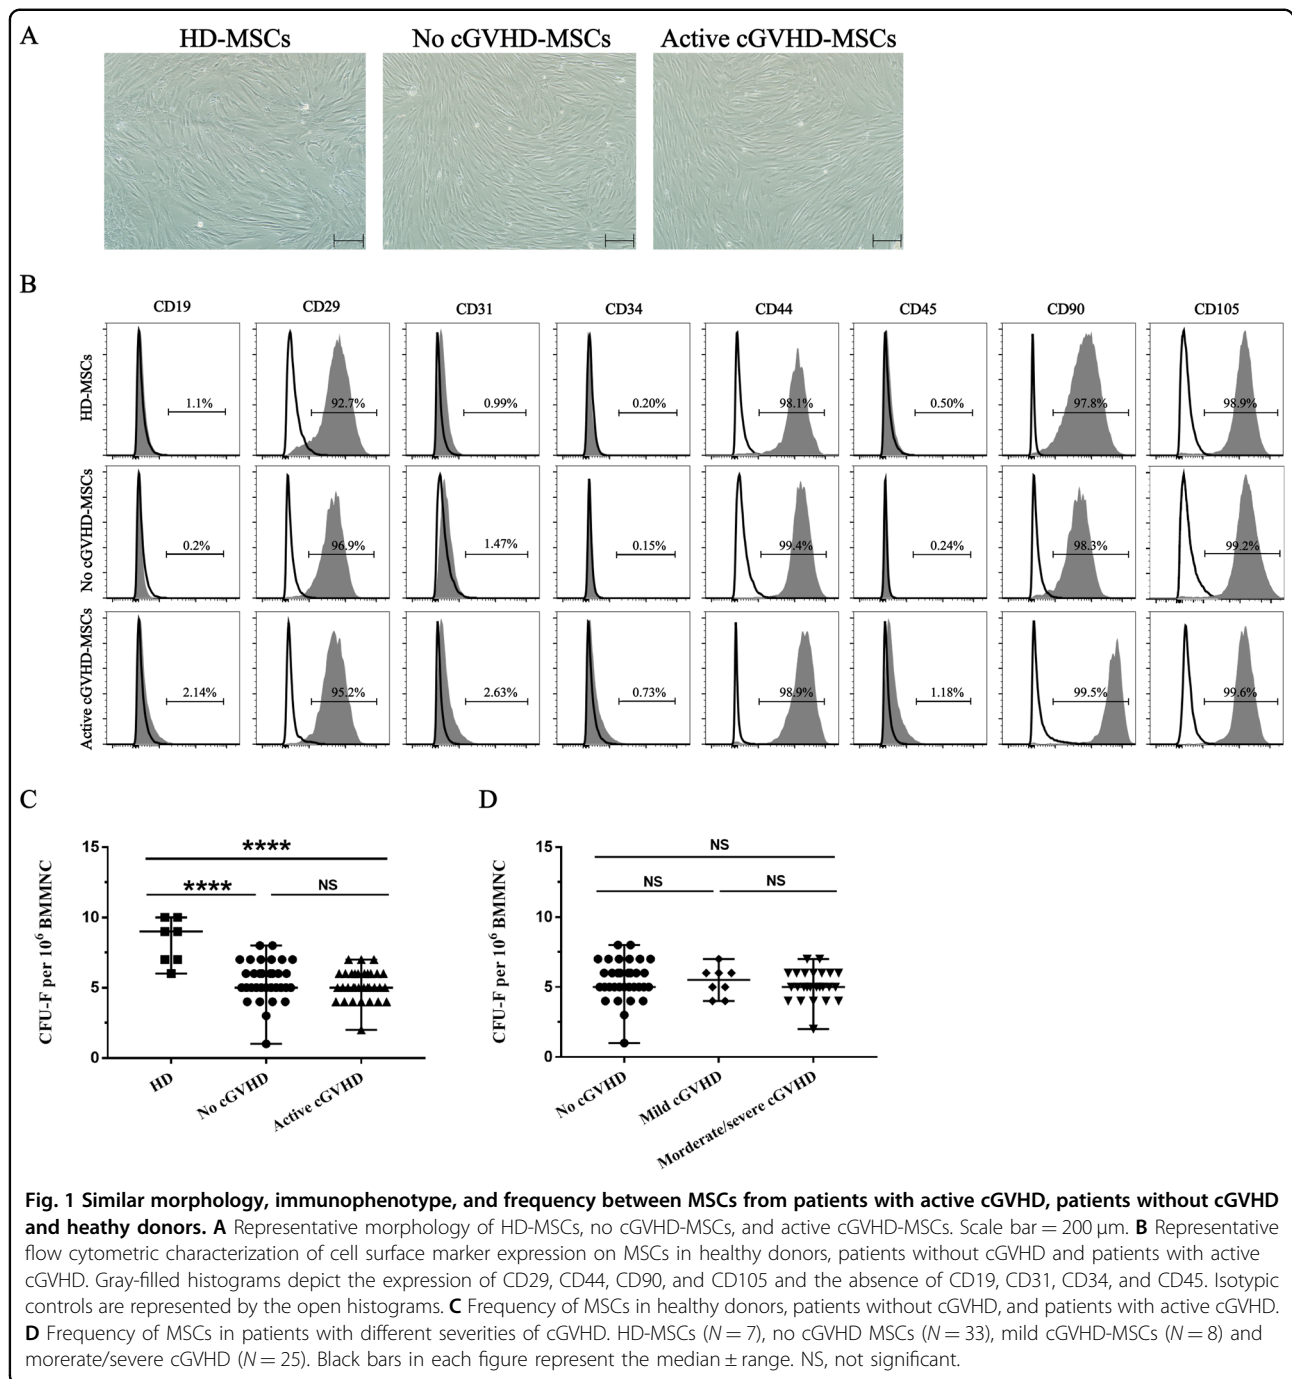 A
HD-MSCs No cGVHD-MSCs Active cGVHD-MSCs
B
CD19 CD29 CD31 CD34 CD44 CD45 CD90 CD105
HD-MSCs
1.1% 92.7% 0.99% 0.20% 98.1% 0.50% 97.8% 98.9%
No cGVHD-MSCs
0.2% 96.9% 1.47% 0.15% 99.4% 0.24% 98.3% 99.2%
Active cGVHD-MSCs
2.14% 95.2% 2.63% 0.73% 98.9% 1.18% 99.5% 99.6%
C
CFU-F per 10⁶ BMMNC
15
10
5
0
****
**** NS
HD No cGVHD Active cGVHD
D
CFU-F per 10⁶ BMMNC
15
10
5
0
NS
NS NS
No cGVHD Mild cGVHD Morderate/severe cGVHD
Fig. 1 Similar morphology, immunophenotype, and frequency between MSCs from patients with active cGVHD, patients without cGVHD
and heathy donors. A Representative morphology of HD-MSCs, no cGVHD-MSCs, and active cGVHD-MSCs. Scale bar = 200 μm. B Representative
flow cytometric characterization of cell surface marker expression on MSCs in healthy donors, patients without cGVHD and patients with active
cGVHD. Gray-filled histograms depict the expression of CD29, CD44, CD90, and CD105 and the absence of CD19, CD31, CD34, and CD45. Isotypic
controls are represented by the open histograms. C Frequency of MSCs in healthy donors, patients without cGVHD, and patients with active cGVHD.
D Frequency of MSCs in patients with different severities of cGVHD. HD-MSCs (N = 7), no cGVHD MSCs (N = 33), mild cGVHD-MSCs (N = 8) and
morerate/severe cGVHD (N = 25). Black bars in each figure represent the median ± range. NS, not significant.